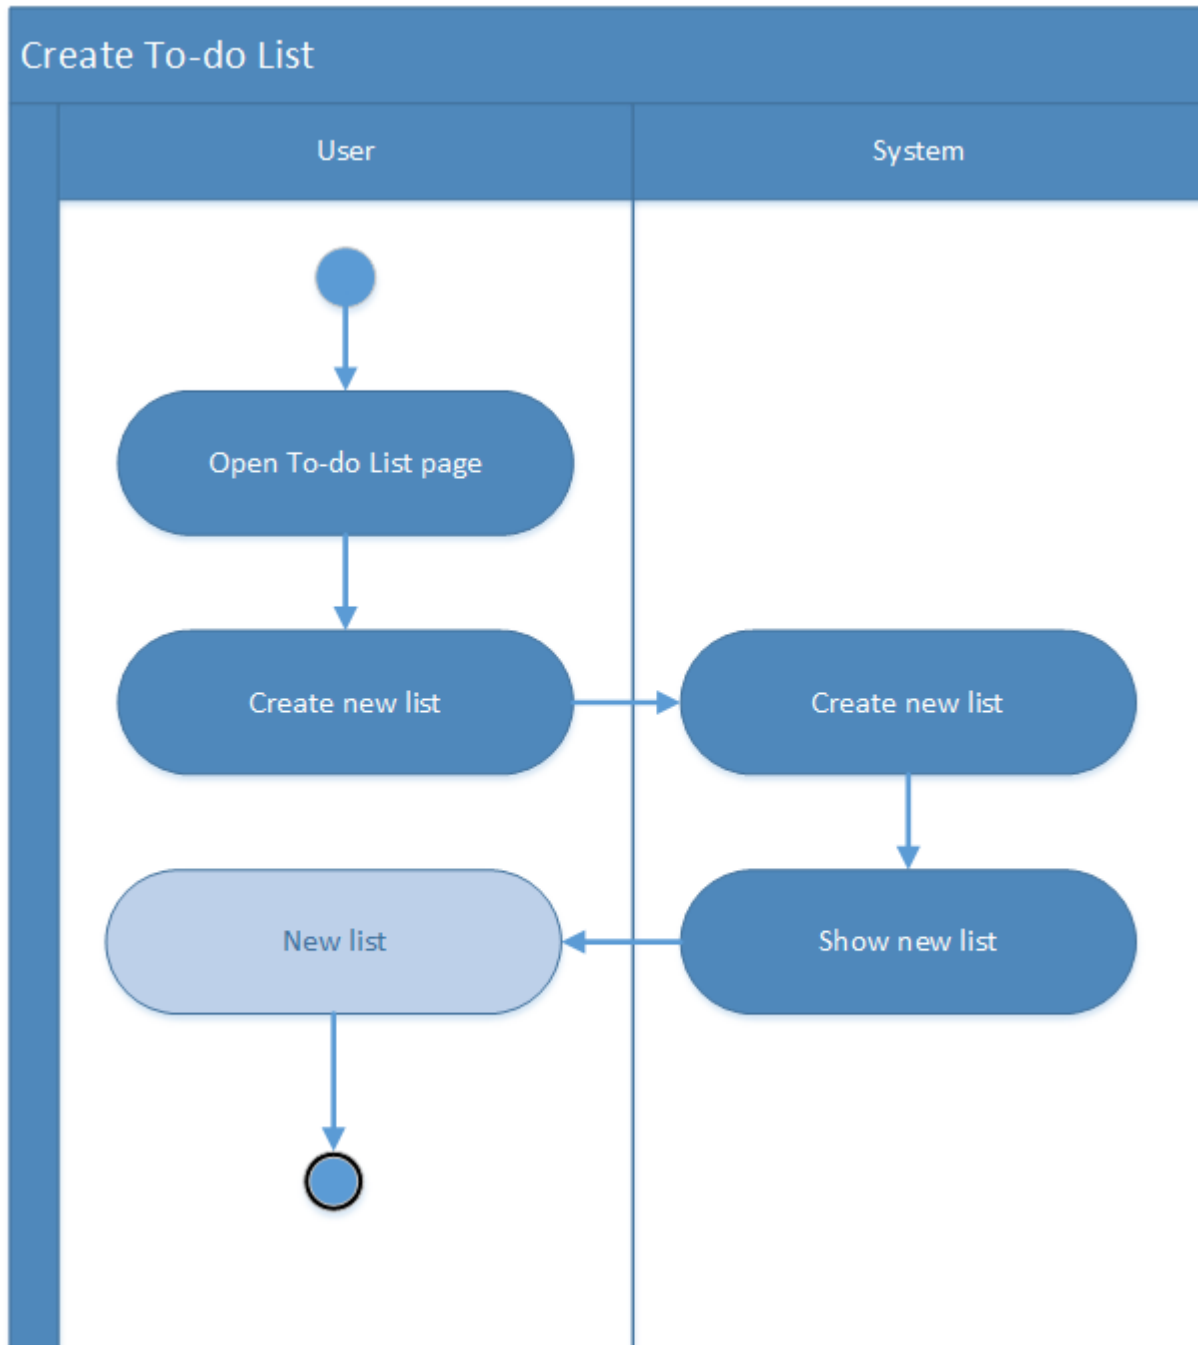 Create To-do List
User
System
Open To-do List page
Create new list
Create new list
New list
Show new list